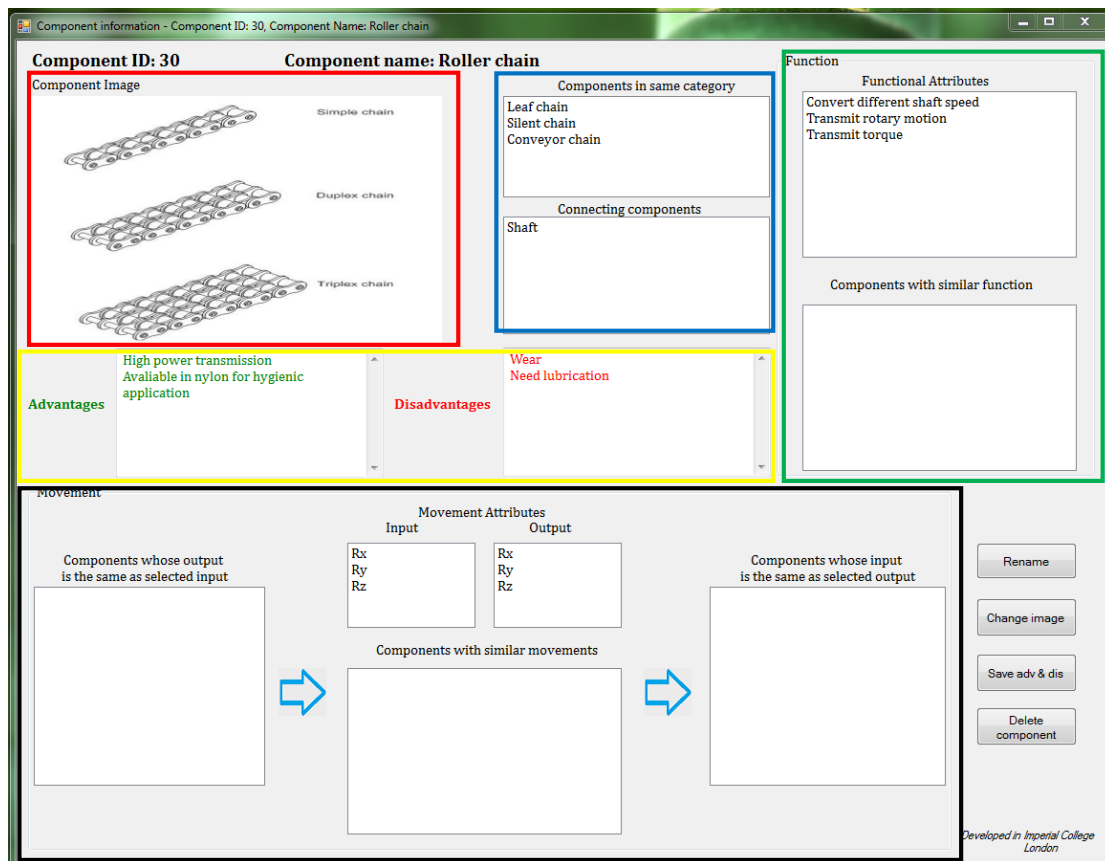 Component information - Component ID: 30, Component Name: Roller chain
Component ID: 30
Component name: Roller chain
Component Image
Simple chain
Duplex chain
Triplex chain
Components in same category
Leaf chain
Silent chain
Conveyor chain
Connecting components
Shaft
Function
Functional Attributes
Convert different shaft speed
Transmit rotary motion
Transmit torque
Components with similar function
Advantages
High power transmission
Avaliable in nylon for hygienic
application
Disadvantages
Wear
Need lubrication
Movement
Movement Attributes
Input
Output
Rx
Ry
Rz
Rx
Ry
Rz
Components whose output
is the same as selected input
Components with similar movements
Components whose input
is the same as selected output
Rename
Change image
Save adv & dis
Delete
component
Developed in Imperial College
London